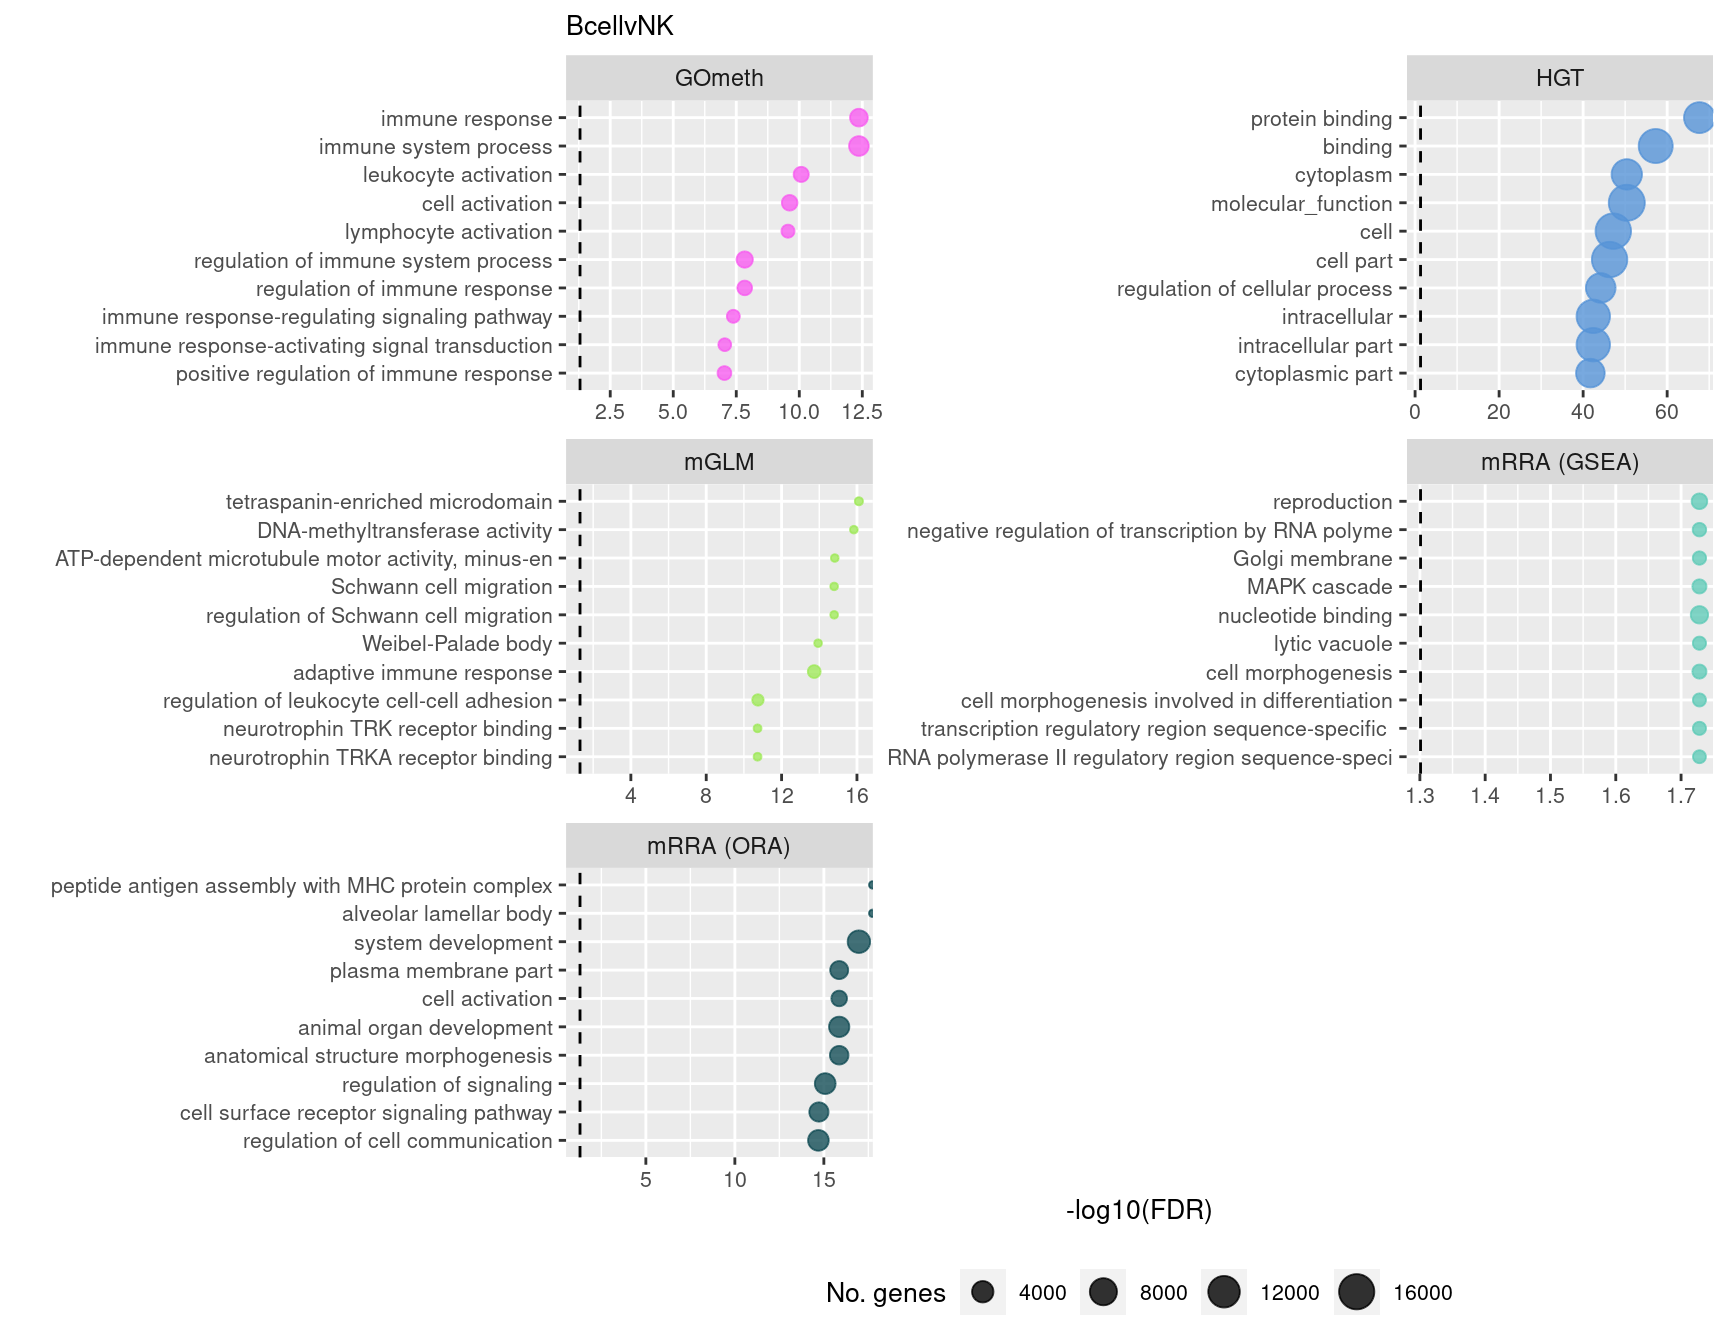 BcellvNK
GOmeth
immune response
immune system process
leukocyte activation
cell activation
lymphocyte activation
regulation of immune system process
regulation of immune response
immune response-regulating signaling pathway
immune response-activating signal transduction
positive regulation of immune response
2.5 5.0 7.5 10.0 12.5
HGT
protein binding
binding
cytoplasm
molecular_function
cell
cell part
regulation of cellular process
intracellular
intracellular part
cytoplasmic part
0 20 40 60
mGLM
tetraspanin-enriched microdomain
DNA-methyltransferase activity
ATP-dependent microtubule motor activity, minus-en
Schwann cell migration
regulation of Schwann cell migration
Weibel-Palade body
adaptive immune response
regulation of leukocyte cell-cell adhesion
neurotrophin TRK receptor binding
neurotrophin TRKA receptor binding
4 8 12 16
mRRA (GSEA)
reproduction
negative regulation of transcription by RNA polyme
Golgi membrane
MAPK cascade
nucleotide binding
lytic vacuole
cell morphogenesis
cell morphogenesis involved in differentiation
transcription regulatory region sequence-specific
RNA polymerase II regulatory region sequence-speci
1.3 1.4 1.5 1.6 1.7
mRRA (ORA)
peptide antigen assembly with MHC protein complex
alveolar lamellar body
system development
plasma membrane part
cell activation
animal organ development
anatomical structure morphogenesis
regulation of signaling
cell surface receptor signaling pathway
regulation of cell communication
5 10 15
-log10(FDR)
No. genes 4000 8000 12000 16000